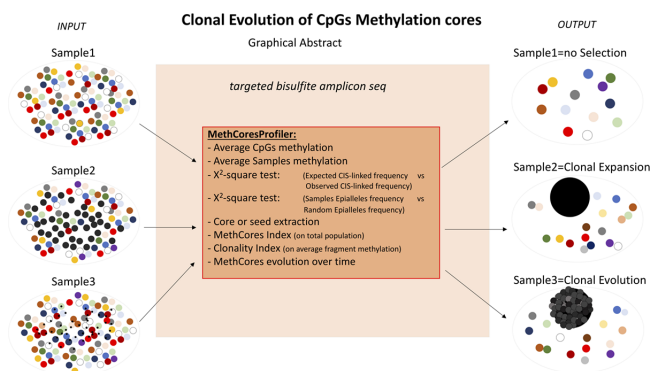 Clonal Evolution of CpGs Methylation cores
Graphical Abstract
INPUT
Sample1
Sample2
Sample3
targeted bisulfite amplicon seq
MethCoresProfiler:
- Average CpGs methylation
- Average Samples methylation
- X²-square test: (Expected CIS-linked frequency vs
Observed CIS-linked frequency)
- X²-square test: (Samples Epialleles frequency vs
Random Epialleles frequency)
- Core or seed extraction
- MethCores Index (on total population)
- Clonality Index (on average fragment methylation)
- MethCores evolution over time
OUTPUT
Sample1=no Selection
Sample2=Clonal Expansion
Sample3=Clonal Evolution